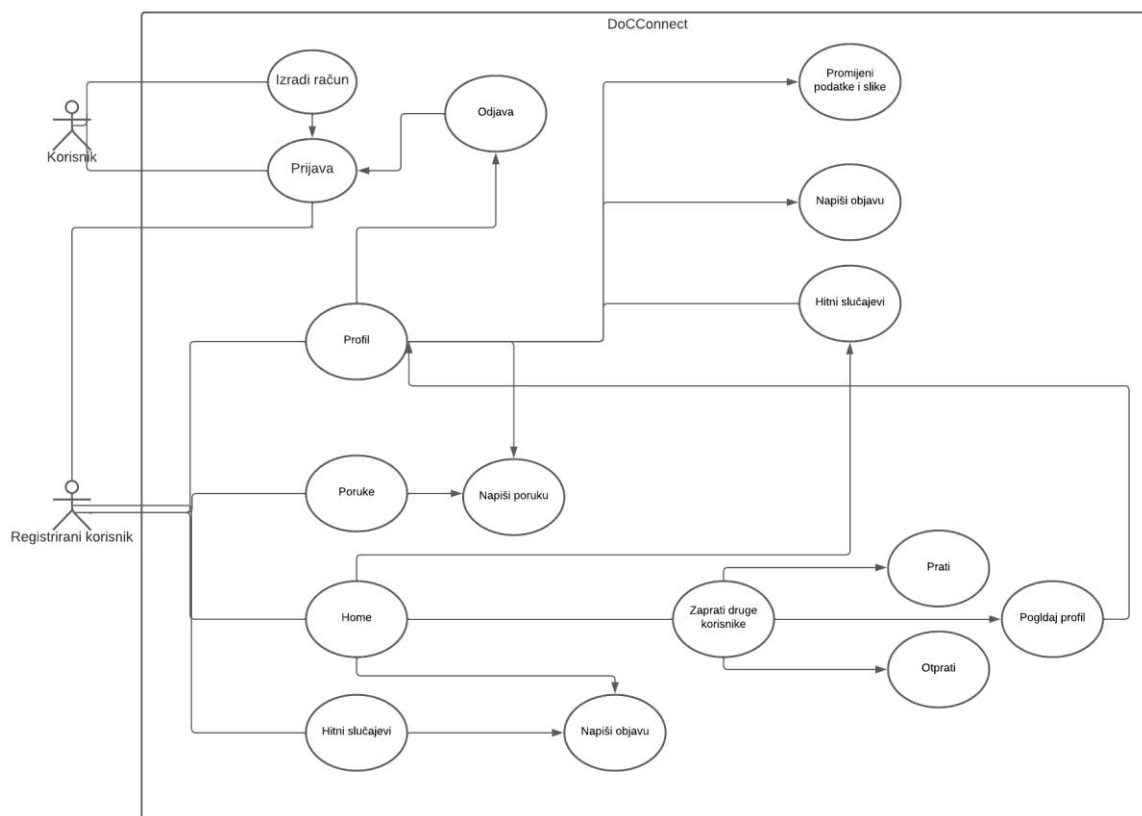 DoCConnect
Izradi račun
Promijeni
podatke i slike
Odjava
Korisnik
Prijava
Napiši objavu
Hitni slučajevi
Profil
Poruke
Napiši poruku
Registrirani korisnik
Prati
Home
Zaprati druge
korisnike
Pogldaj profil
Otprati
Hitni slučajevi
Napiši objavu